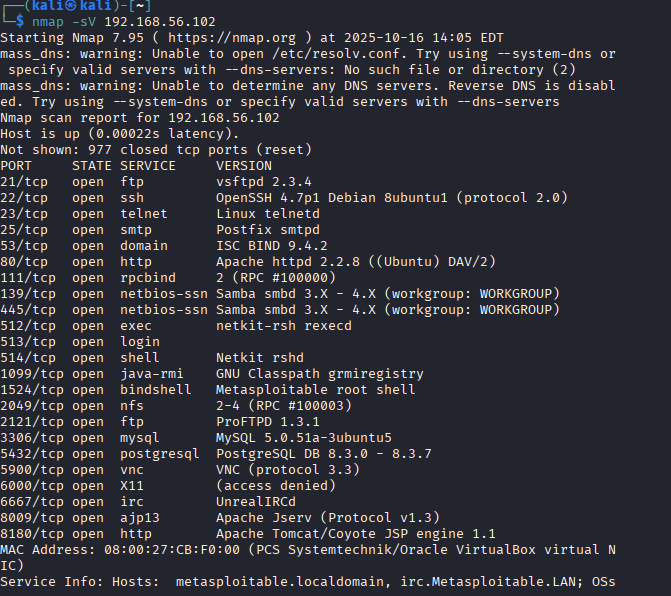 ┌──(kali㉿kali)-[~]
└─$ nmap -sV 192.168.56.102
Starting Nmap 7.95 ( https://nmap.org ) at 2025-10-16 14:05 EDT
mass_dns: warning: Unable to open /etc/resolv.conf. Try using --system-dns or
 specify valid servers with --dns-servers: No such file or directory (2)
mass_dns: warning: Unable to determine any DNS servers. Reverse DNS is disabl
ed. Try using --system-dns or specify valid servers with --dns-servers
Nmap scan report for 192.168.56.102
Host is up (0.00022s latency).
Not shown: 977 closed tcp ports (reset)
PORT     STATE SERVICE     VERSION
21/tcp   open  ftp         vsftpd 2.3.4
22/tcp   open  ssh         OpenSSH 4.7p1 Debian 8ubuntu1 (protocol 2.0)
23/tcp   open  telnet      Linux telnetd
25/tcp   open  smtp        Postfix smtpd
53/tcp   open  domain      ISC BIND 9.4.2
80/tcp   open  http        Apache httpd 2.2.8 ((Ubuntu) DAV/2)
111/tcp  open  rpcbind     2 (RPC #100000)
139/tcp  open  netbios-ssn Samba smbd 3.X - 4.X (workgroup: WORKGROUP)
445/tcp  open  netbios-ssn Samba smbd 3.X - 4.X (workgroup: WORKGROUP)
512/tcp  open  exec        netkit-rsh rexecd
513/tcp  open  login
514/tcp  open  shell       Netkit rshd
1099/tcp open  java-rmi    GNU Classpath grmiregistry
1524/tcp open  bindshell   Metasploitable root shell
2049/tcp open  nfs         2-4 (RPC #100003)
2121/tcp open  ftp         ProFTPD 1.3.1
3306/tcp open  mysql       MySQL 5.0.51a-3ubuntu5
5432/tcp open  postgresql  PostgreSQL DB 8.3.0 - 8.3.7
5900/tcp open  vnc         VNC (protocol 3.3)
6000/tcp open  X11         (access denied)
6667/tcp open  irc         UnrealIRCd
8009/tcp open  ajp13       Apache Jserv (Protocol v1.3)
8180/tcp open  http        Apache Tomcat/Coyote JSP engine 1.1
MAC Address: 08:00:27:CB:F0:00 (PCS Systemtechnik/Oracle VirtualBox virtual N
IC)
Service Info: Hosts:  metasploitable.localdomain, irc.Metasploitable.LAN; OSs